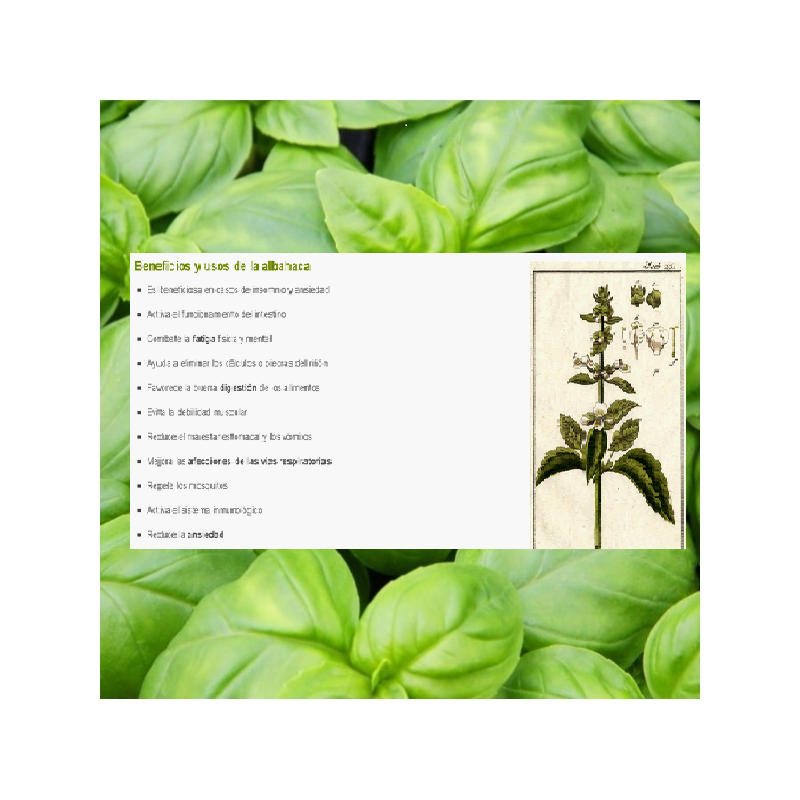 Beneficios y usos de la albahaca
Es beneficiosa en casos de insomnio y ansiedad
Activa el funcionamiento del intestino
Combate la fatiga física y mental
Ayuda a eliminar los cálculos o piedras del riñón
Favorece la buena digestión de los alimentos
Evita la debilidad muscular
Reduce el malestar estomacal y los vómitos
Mejora las afecciones de las vías respiratorias
Repele los mosquitos
Activa el sistema inmunológico
Reduce la ansiedad